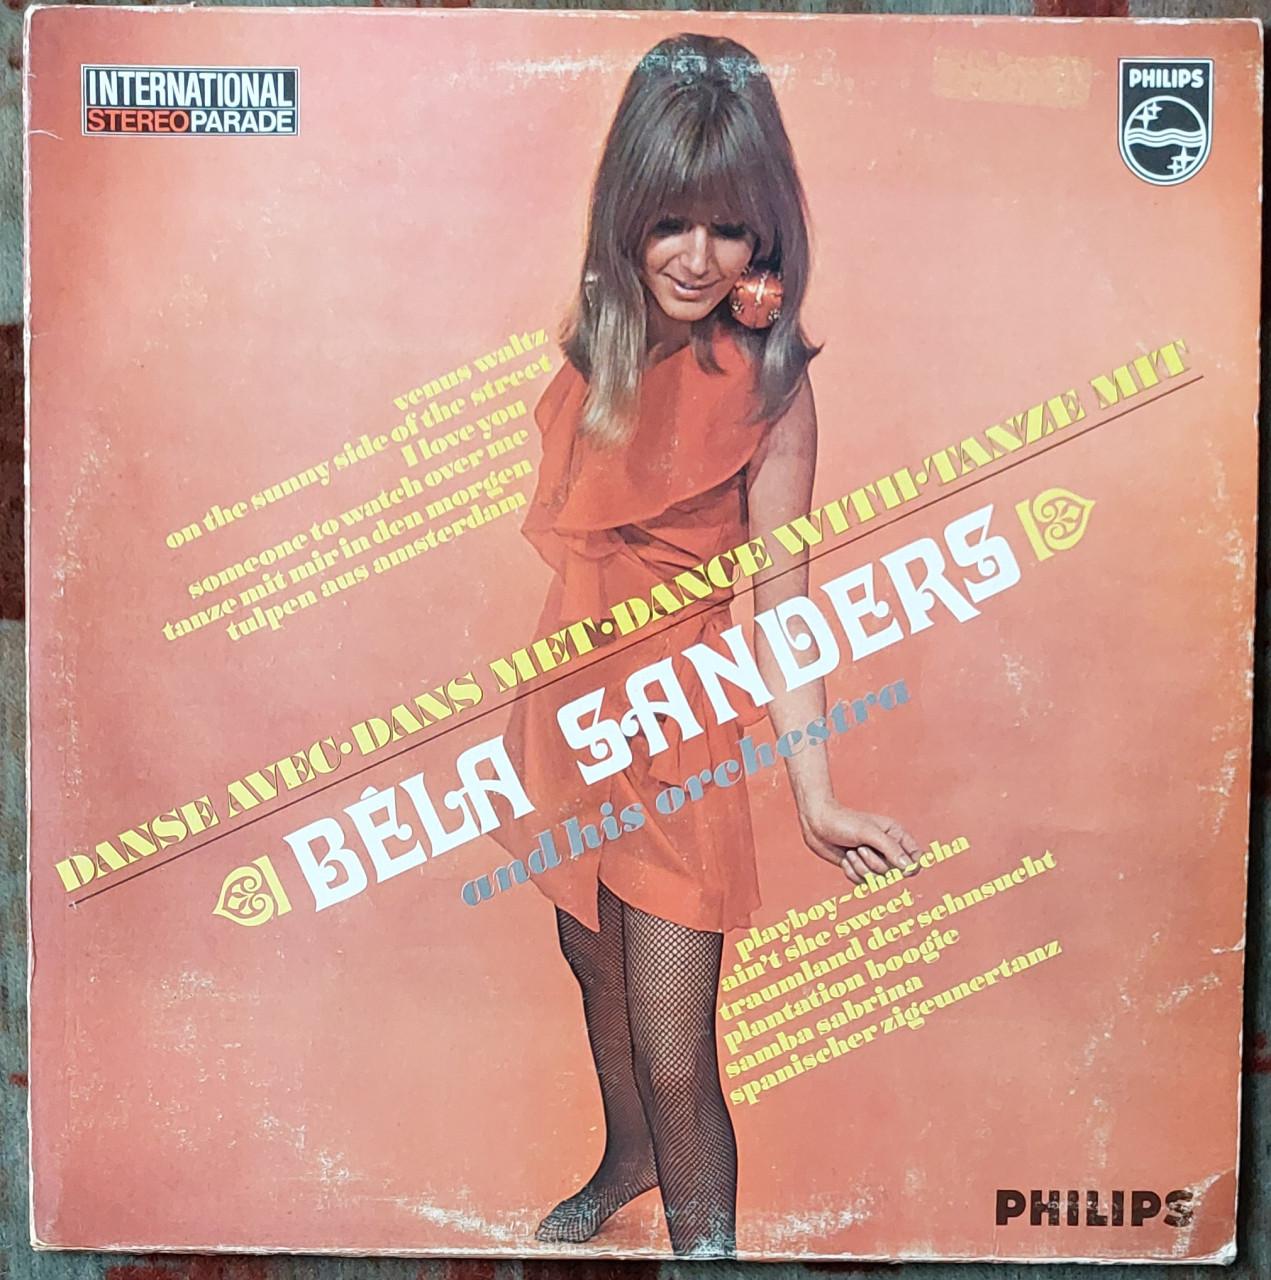 INTERNATIONAL
STEREO PARADE
PHILIPS
venus waltz
on the sunny side of the street
I love you
someone to watch over me
tanze mit mir in den morgen
tulpen aus amsterdam
DANSE AVEC·DANS MET·DANCE WITH·TANZE MIT
BÉLA SANDERS
and his orchestra
playboy-cha-cha
ain't she sweet
traumland der sehnsucht
plantation boogie
samba sabrina
spanischer zigeunertanz
PHILIPS